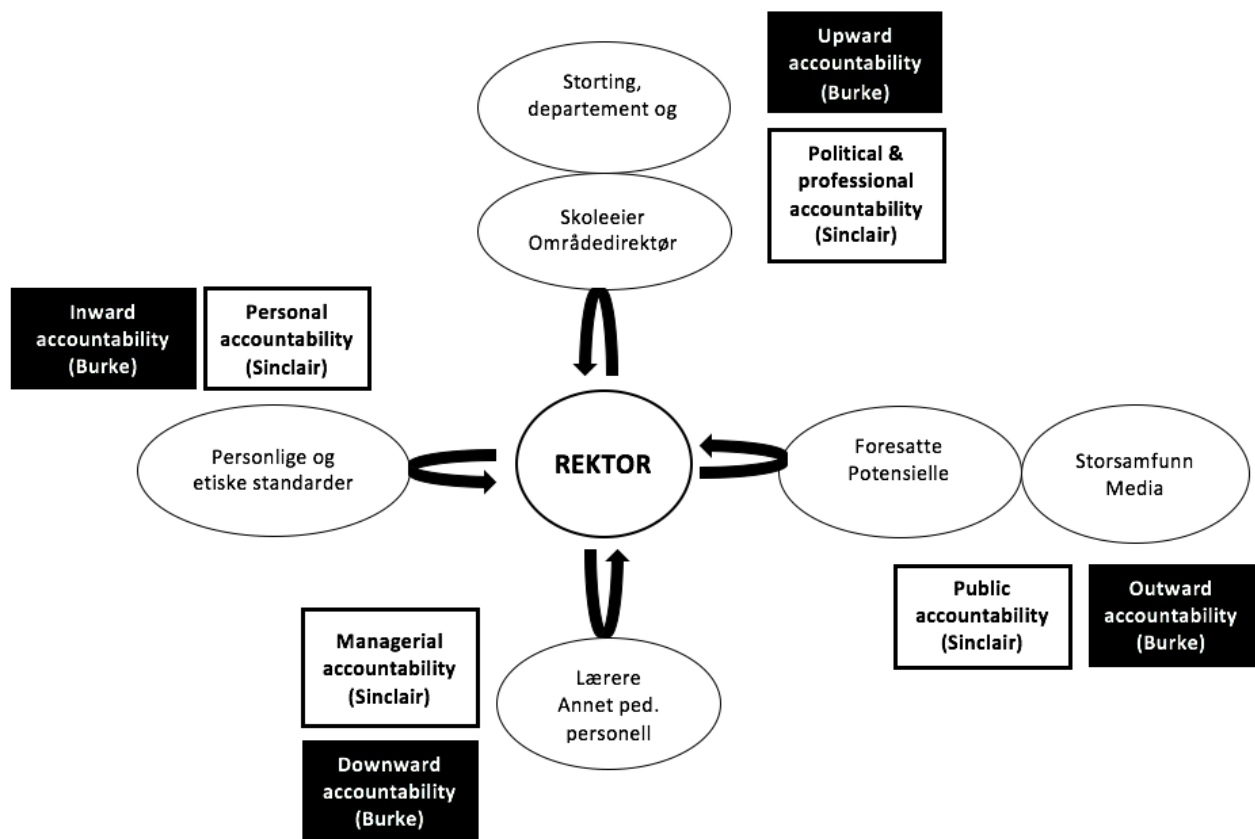 Upward
accountability
(Burke)
Storting,
departement og
Political &
professional
accountability
(Sinclair)
Skoleeier
Områdedirektør
Inward
accountability
(Burke)
Personal
accountability
(Sinclair)
Personlige og
etiske standarder
REKTOR
Foresatte
Potensielle
Storsamfunn
Media
Public
accountability
(Sinclair)
Outward
accountability
(Burke)
Managerial
accountability
(Sinclair)
Lærere
Annet ped.
personell
Downward
accountability
(Burke)